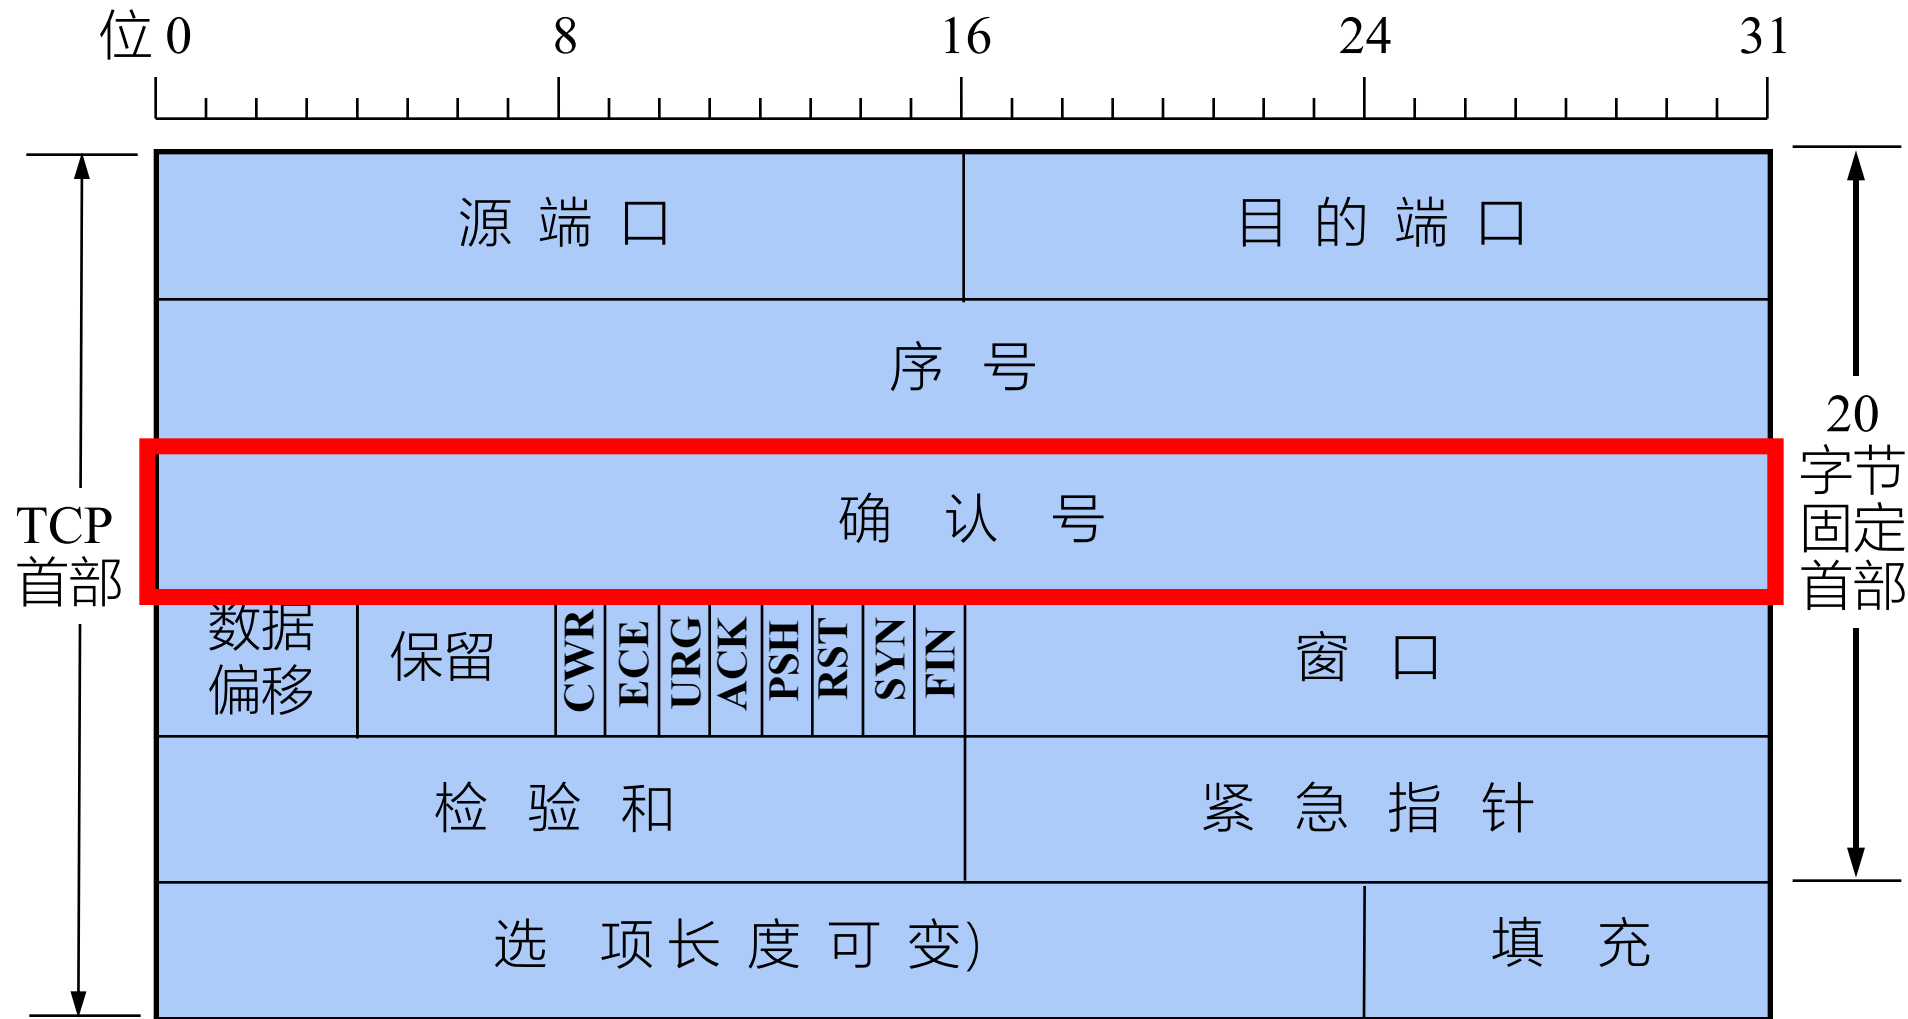 位 0 8 16 24 31
源端口 目的端口
序号
确认号
TCP
首部
20
字节
固定
首部
数据
偏移
保留 CWR ECE URG ACK PSH RST SYN FIN 窗口
检验和 紧急指针
选 项长度可变) 填充